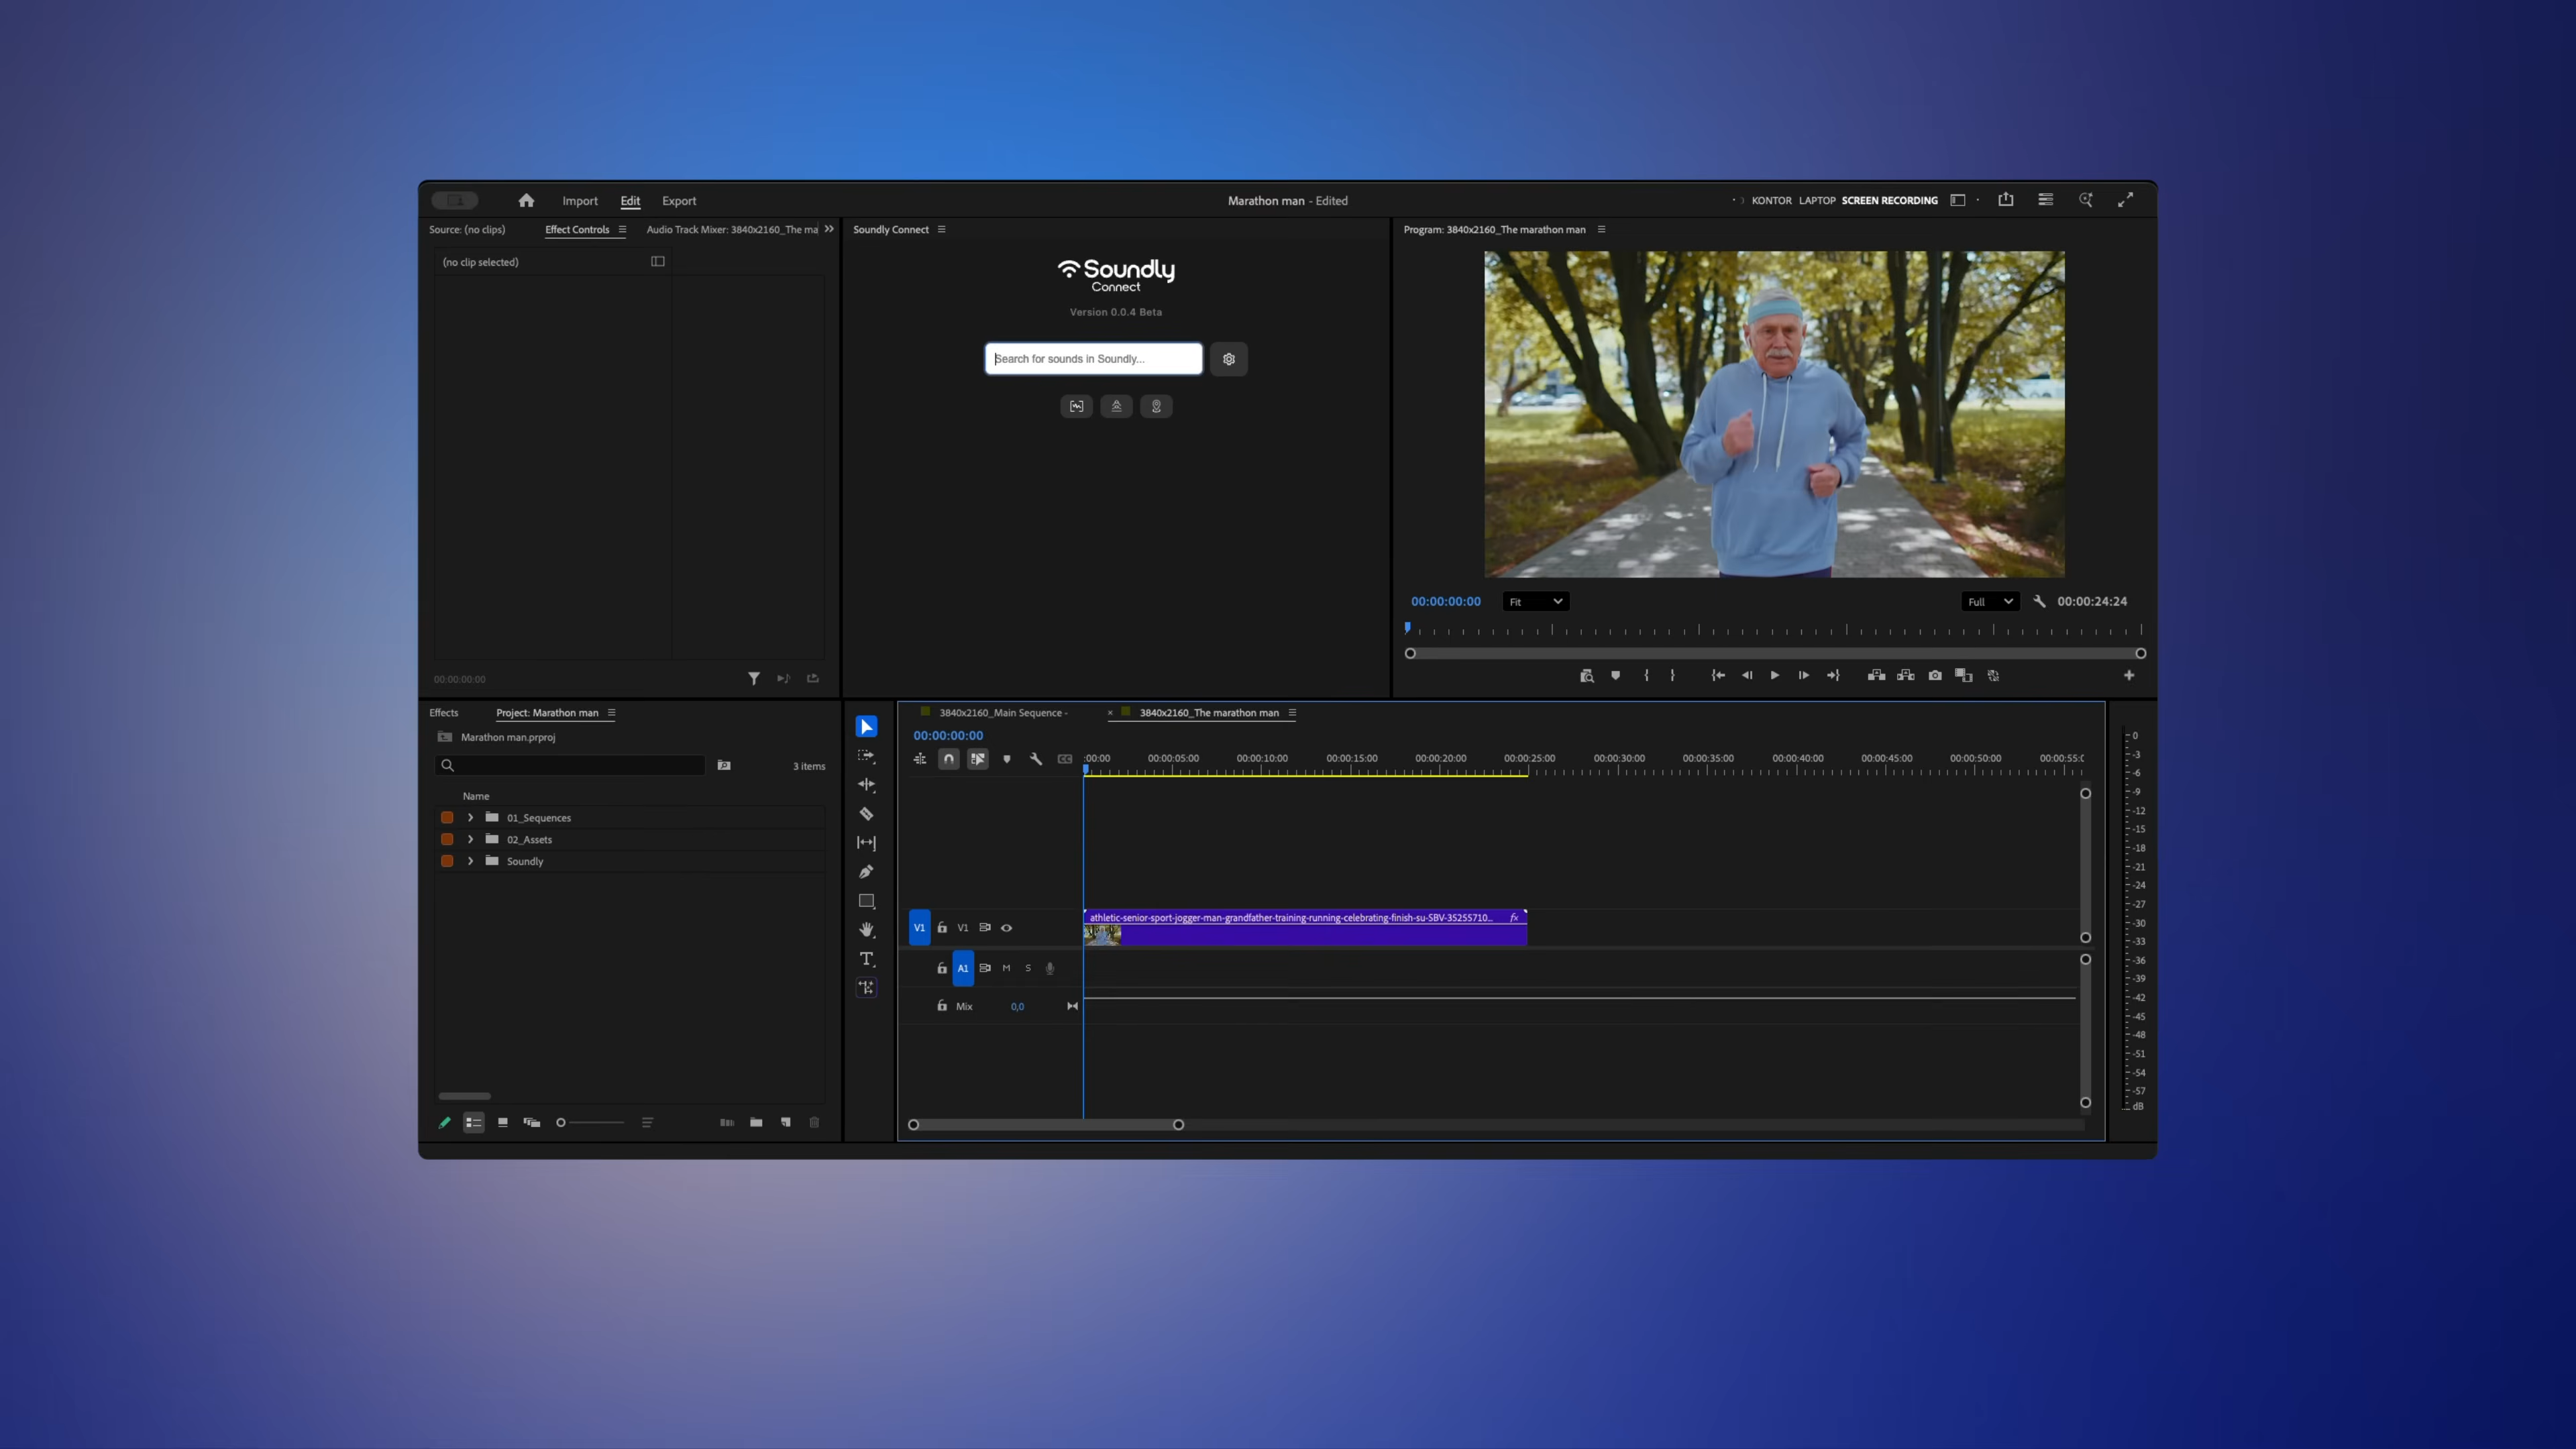 Import Edit Export
Marathon man - Edited
KONTOR LAPTOP SCREEN RECORDING
Source: (no clips) Effect Controls Audio Track Mixer: 3840x2160_The ma
(no clip selected)
00:00:00:00
Soundly Connect
Soundly
Connect
Version 0.0.4 Beta
Search for sounds in Soundly...
Program: 3840x2160_The marathon man
00:00:00:00 Fit Full 00:00:24:24
Effects Project: Marathon man
Marathon man.prproj
3 items
Name
01_Sequences
02_Assets
Soundly
3840x2160_Main Sequence - × 3840x2160_The marathon man
00:00:00:00
:00:00 00:00:05:00 00:00:10:00 00:00:15:00 00:00:20:00 00:00:25:00 00:00:30:00 00:00:35:00 00:00:40:00 00:00:45:00 00:00:50:00 00:00:55:0
athletic-senior-sport-jogger-man-grandfather-training-running-celebrating-finish-su-SBV-35255710... fx
V1 V1
A1 M S
Mix 0,0
0
-3
-6
-9
-12
-15
-18
-21
-24
-27
-30
-33
-36
-39
-42
-45
-48
-51
-54
-57
dB